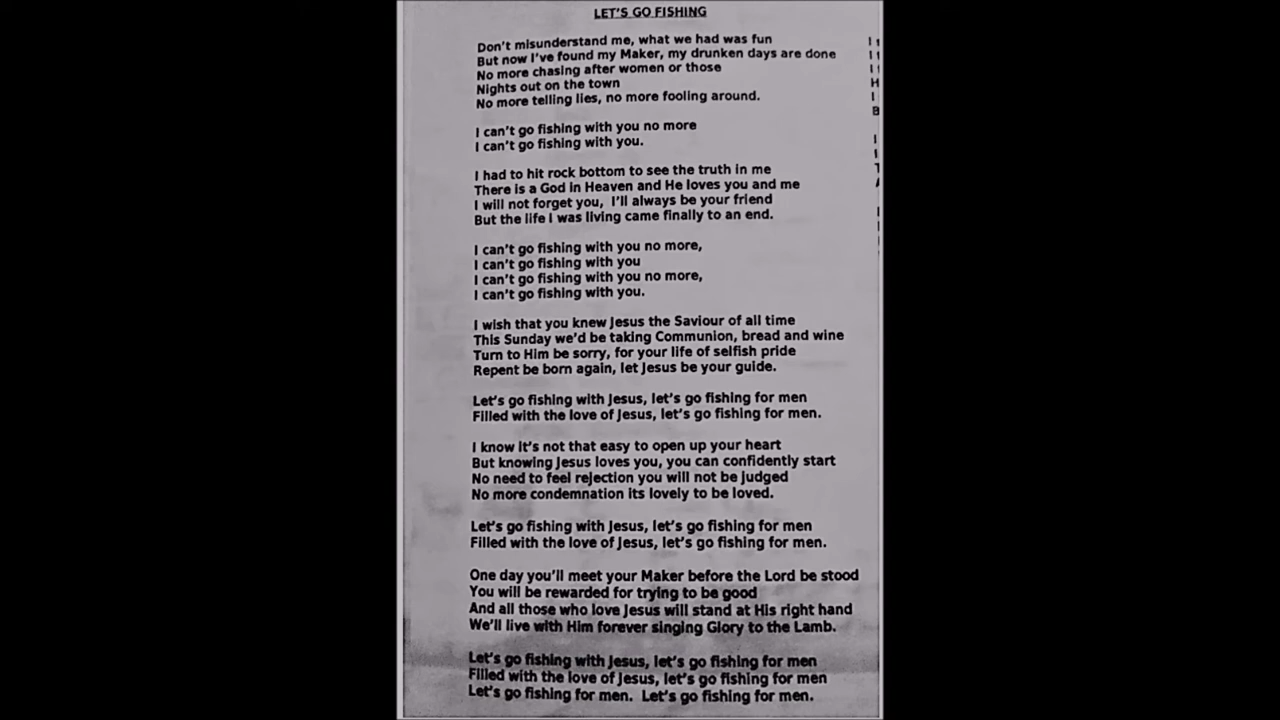 LET'S GO FISHING
Don't misunderstand me, what we had was fun
But now I've found my Maker, my drunken days are done
No more chasing after women or those
Nights out on the town
No more telling lies, no more fooling around.
I can't go fishing with you no more
I can't go fishing with you.
I had to hit rock bottom to see the truth in me
There is a God in Heaven and He loves you and me
I will not forget you, I'll always be your friend
But the life I was living came finally to an end.
I can't go fishing with you no more,
I can't go fishing with you
I can't go fishing with you no more,
I can't go fishing with you.
I wish that you knew Jesus the Saviour of all time
This Sunday we'd be taking Communion, bread and wine
Turn to Him be sorry, for your life of selfish pride
Repent be born again, let Jesus be your guide.
Let's go fishing with Jesus, let's go fishing for men
Filled with the love of Jesus, let's go fishing for men.
I know it's not that easy to open up your heart
But knowing Jesus loves you, you can confidently start
No need to feel rejection you will not be judged
No more condemnation its lovely to be loved.
Let's go fishing with Jesus, let's go fishing for men
Filled with the love of Jesus, let's go fishing for men.
One day you'll meet your Maker before the Lord be stood
You will be rewarded for trying to be good
And all those who love Jesus will stand at His right hand
We'll live with Him forever singing Glory to the Lamb.
Let's go fishing with Jesus, let's go fishing for men
Filled with the love of Jesus, let's go fishing for men
Let's go fishing for men. Let's go fishing for men.